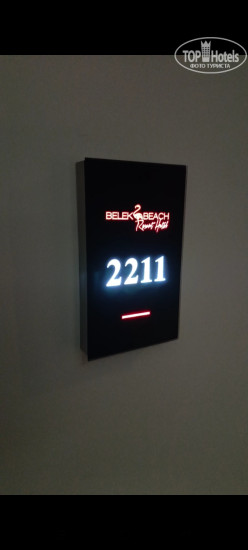 TOP Hotels
ФОТО ТУРИСТА
BELEK BEACH
Resort Hotel
2211